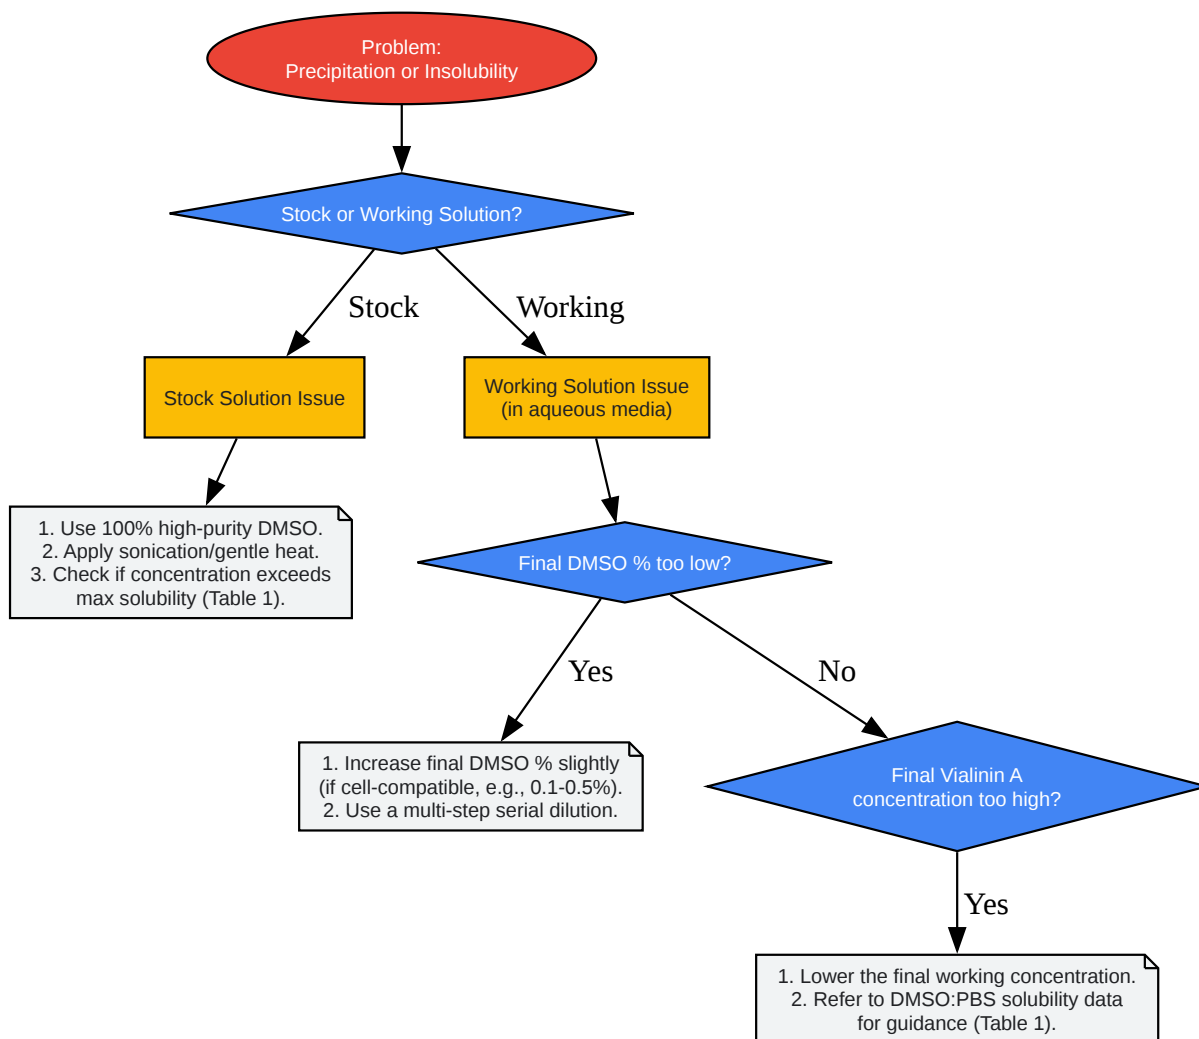 Problem:
Precipitation or Insolubility
Stock or Working Solution?
Stock
Working
Stock Solution Issue
Working Solution Issue
(in aqueous media)
1. Use 100% high-purity DMSO.
2. Apply sonication/gentle heat.
3. Check if concentration exceeds
max solubility (Table 1).
Final DMSO % too low?
Yes
No
1. Increase final DMSO % slightly
(if cell-compatible, e.g., 0.1-0.5%).
2. Use a multi-step serial dilution.
Final Vialinin A
concentration too high?
Yes
1. Lower the final working concentration.
2. Refer to DMSO:PBS solubility data
for guidance (Table 1).